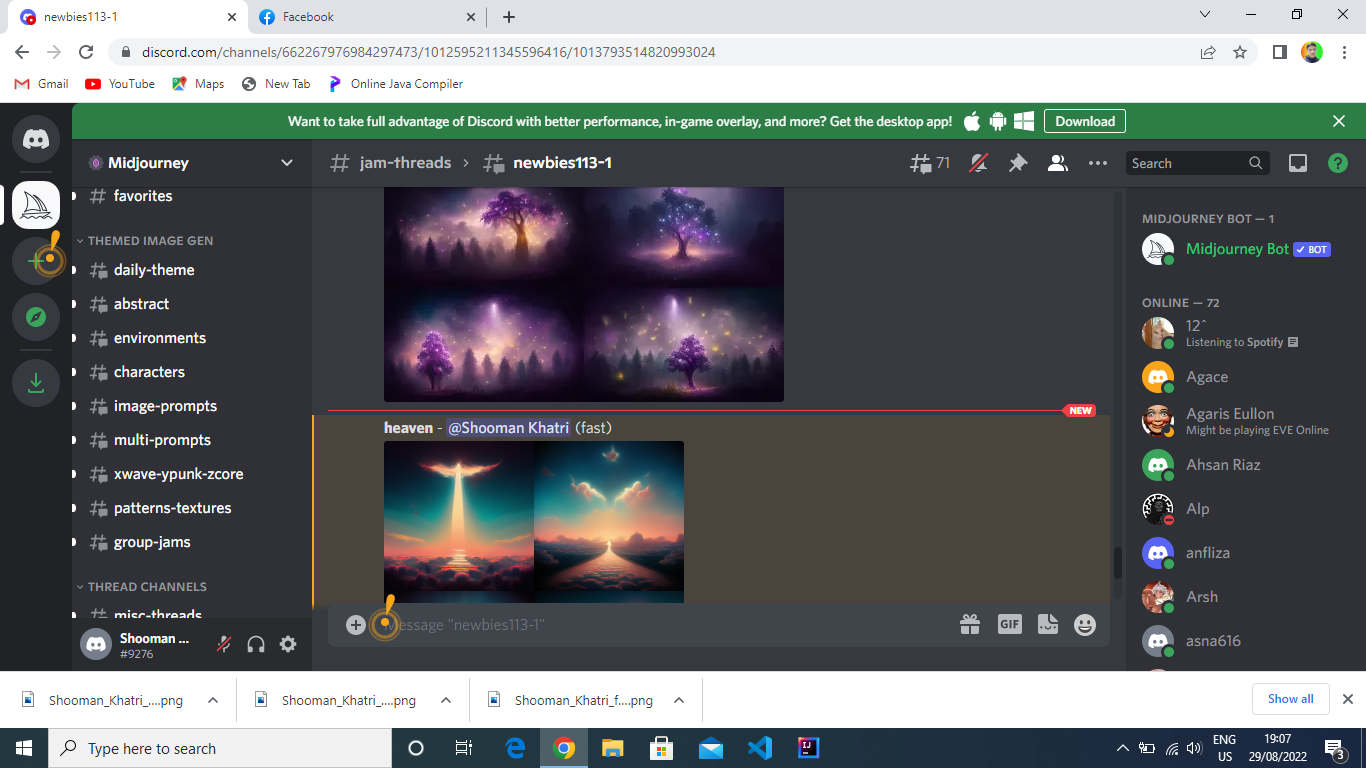 newbies113-1
Facebook
discord.com/channels/662267976984297473/1012595211345596416/1013793514820993024
Gmail
YouTube
Maps
New Tab
Online Java Compiler
Want to take full advantage of Discord with better performance, in-game overlay, and more? Get the desktop app!
Download
Midjourney
jam-threads
newbies113-1
71
Search
favorites
THEMED IMAGE GEN
daily-theme
abstract
environments
characters
image-prompts
multi-prompts
xwave-ypunk-zcore
patterns-textures
group-jams
THREAD CHANNELS
misc-threads
Shooman ...
#9276
NEW
heaven - @Shooman Khatri (fast)
Message "newbies113-1"
GIF
MIDJOURNEY BOT — 1
Midjourney Bot ✓ BOT
ONLINE — 72
12^
Listening to Spotify
Agace
Agaris Eullon
Might be playing EVE Online
Ahsan Riaz
Alp
anfliza
Arsh
asna616
Shooman_Khatri_....png
Shooman_Khatri_....png
Shooman_Khatri_f....png
Show all
Type here to search
ENG
US
19:07
29/08/2022
3